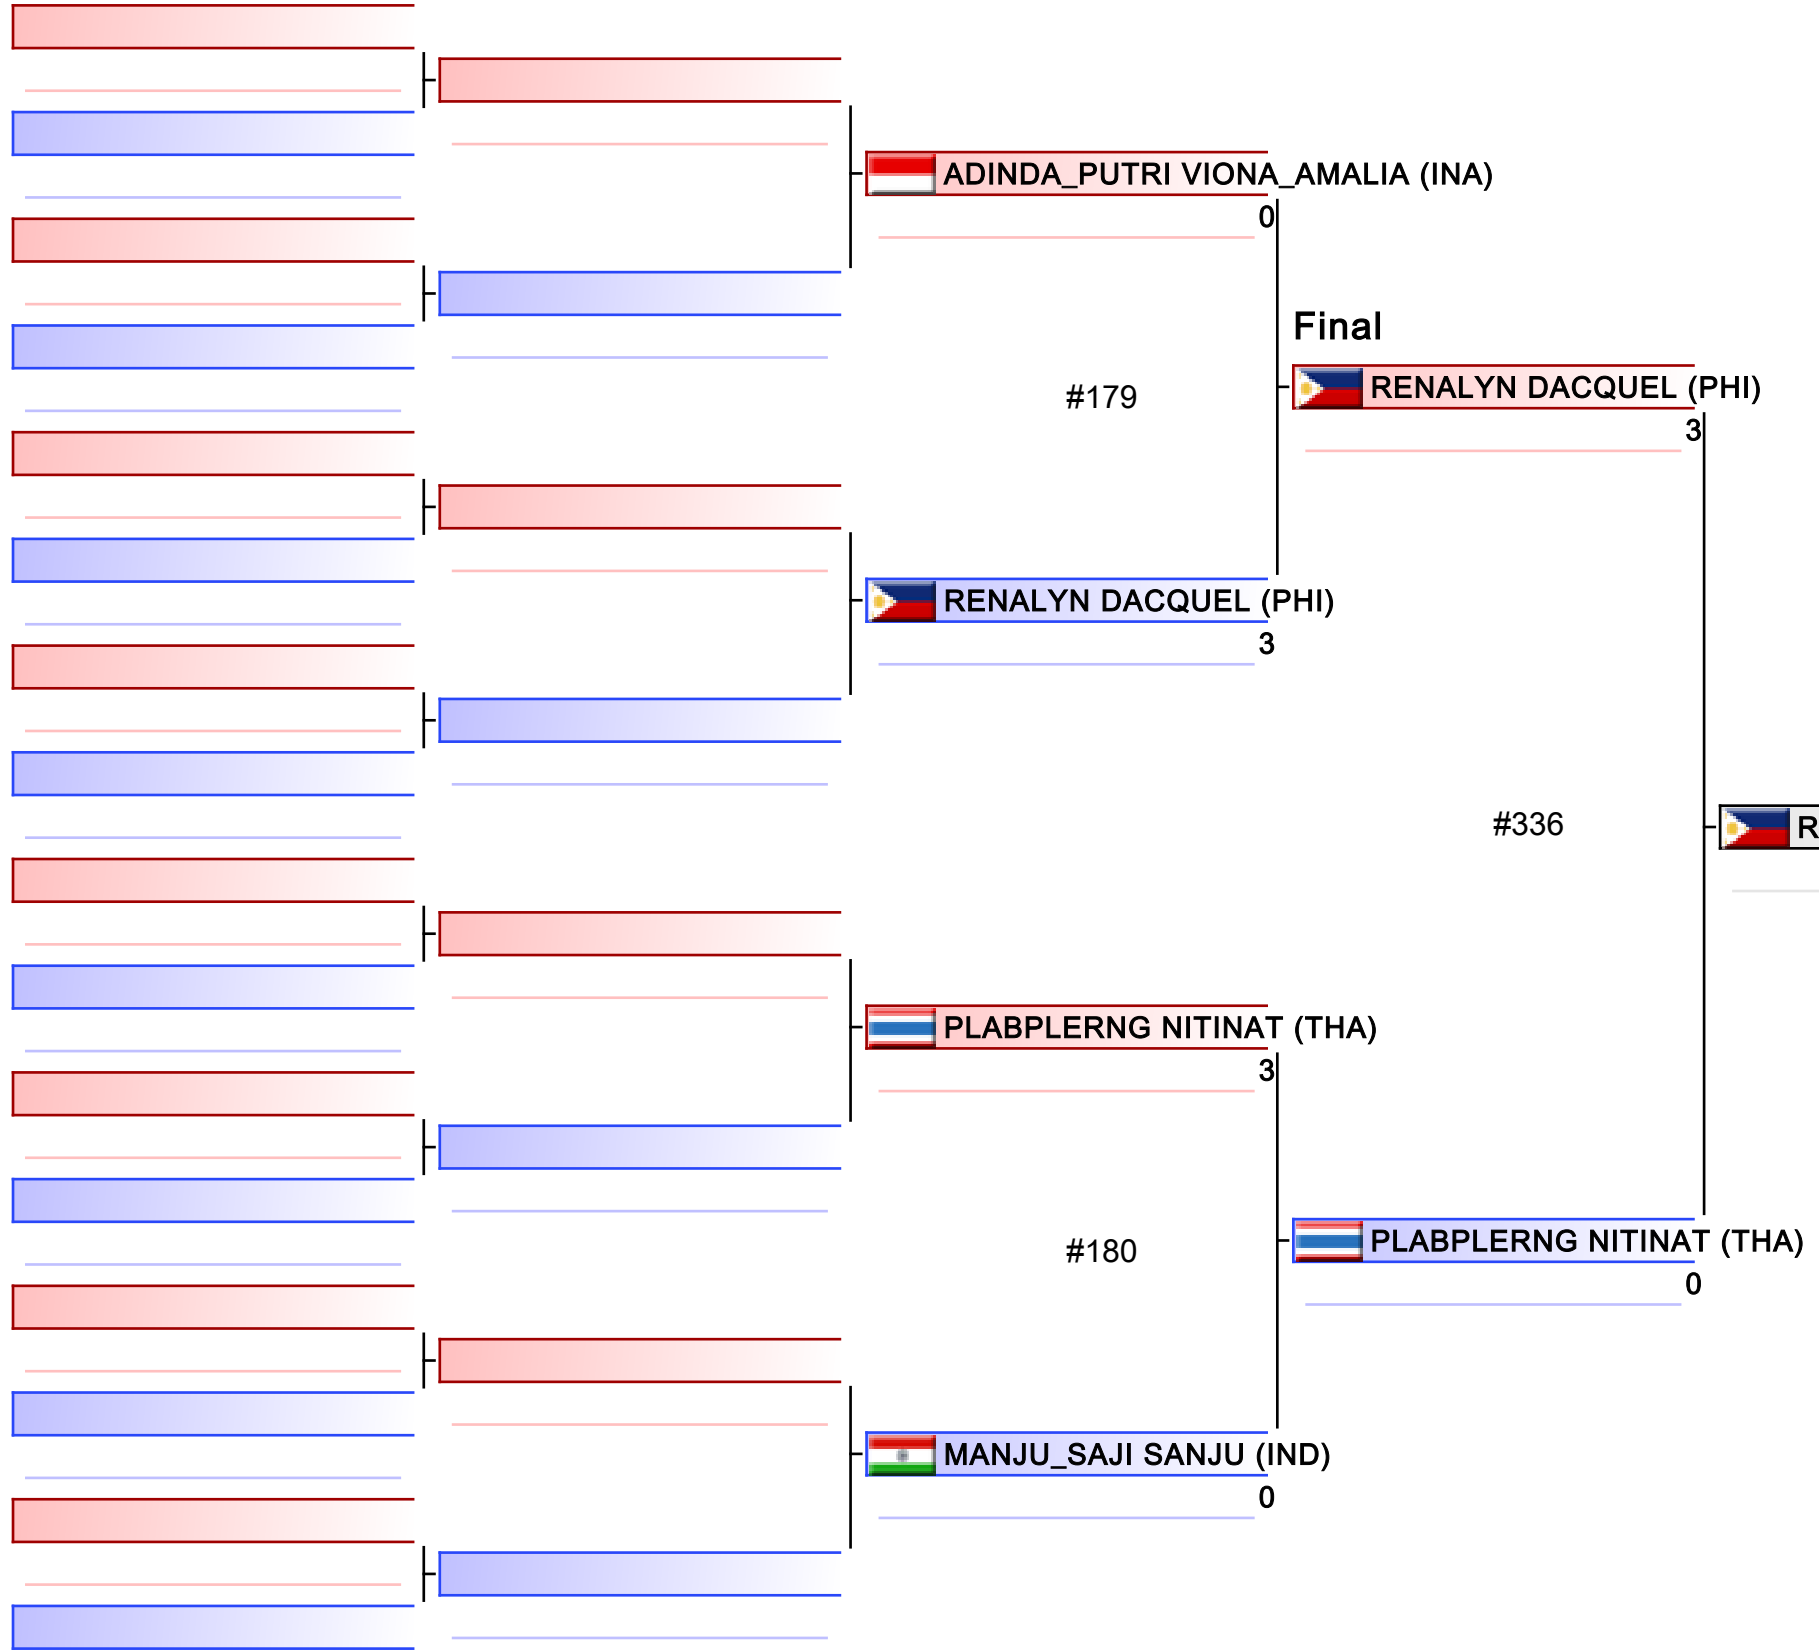 ADINDA_PUTRI VIONA_AMALIA (INA)
0
Final
#179
RENALYN DACQUEL (PHI)
3
RENALYN DACQUEL (PHI)
3
#336
R
PLABPLERNG NITINAT (THA)
3
#180
PLABPLERNG NITINAT (THA)
0
MANJU_SAJI SANJU (IND)
0